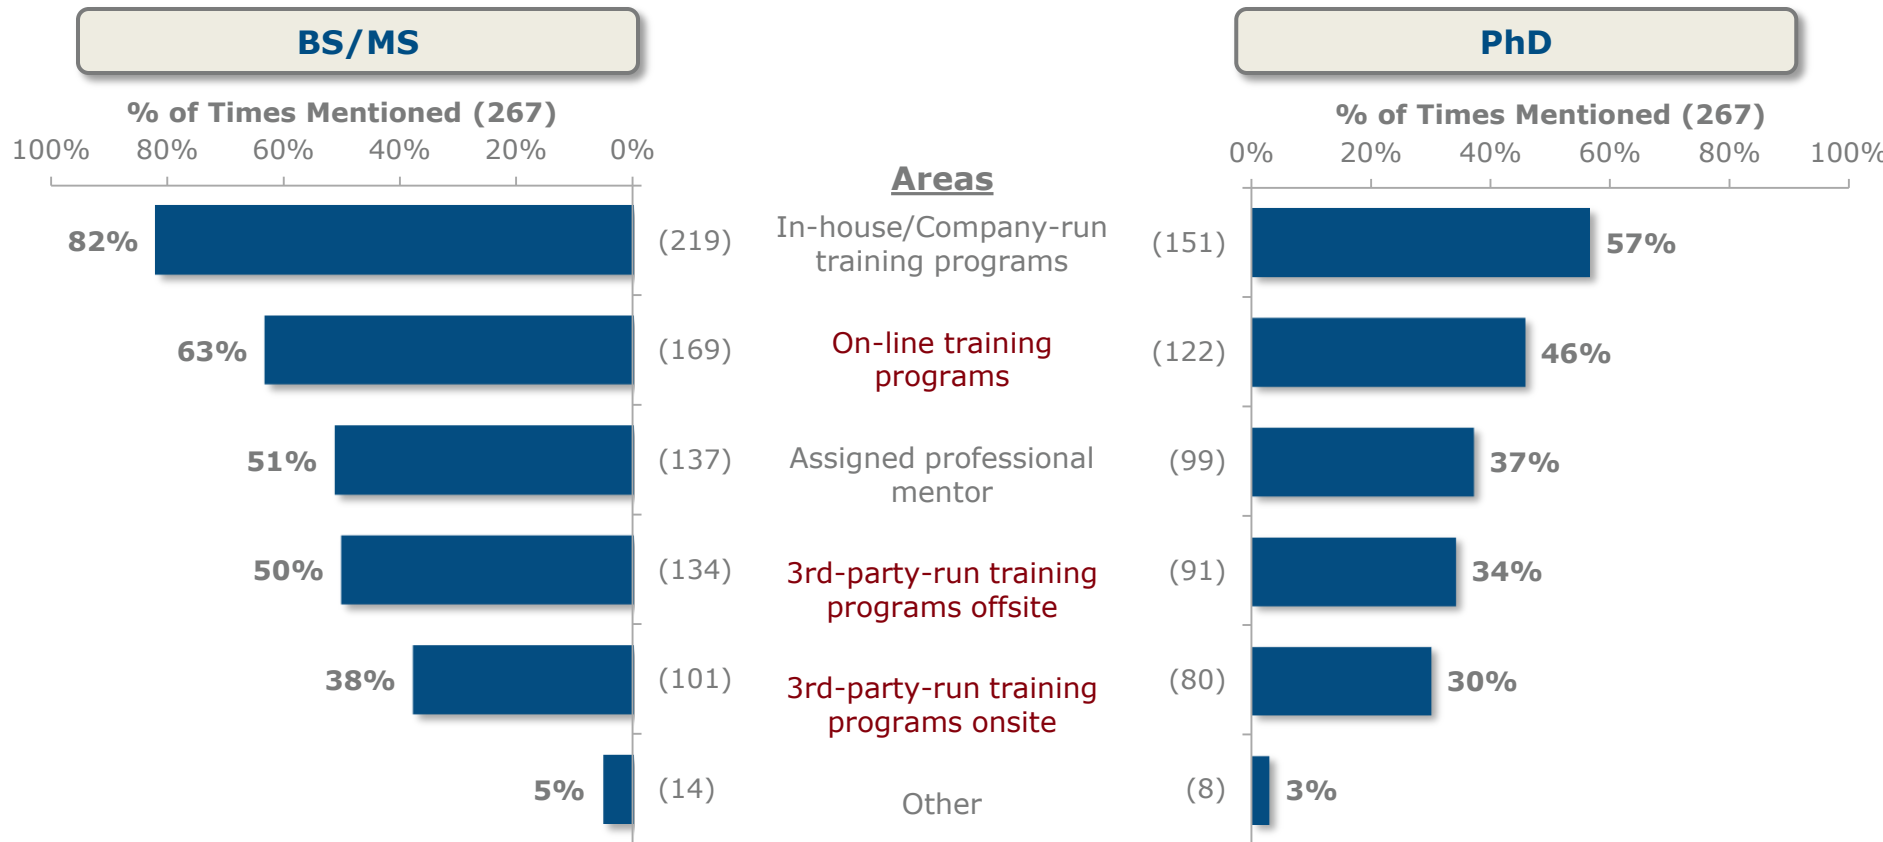 BS/MS
PhD
% of Times Mentioned (267)
% of Times Mentioned (267)
100% 80% 60% 40% 20% 0%
0% 20% 40% 60% 80% 100%
Areas
82% (219) In-house/Company-run (151) 57%
training programs
63% (169) On-line training (122) 46%
programs
51% (137) Assigned professional (99) 37%
mentor
50% (134) 3rd-party-run training (91) 34%
programs offsite
38% (101) 3rd-party-run training (80) 30%
programs onsite
5% (14) Other (8) 3%